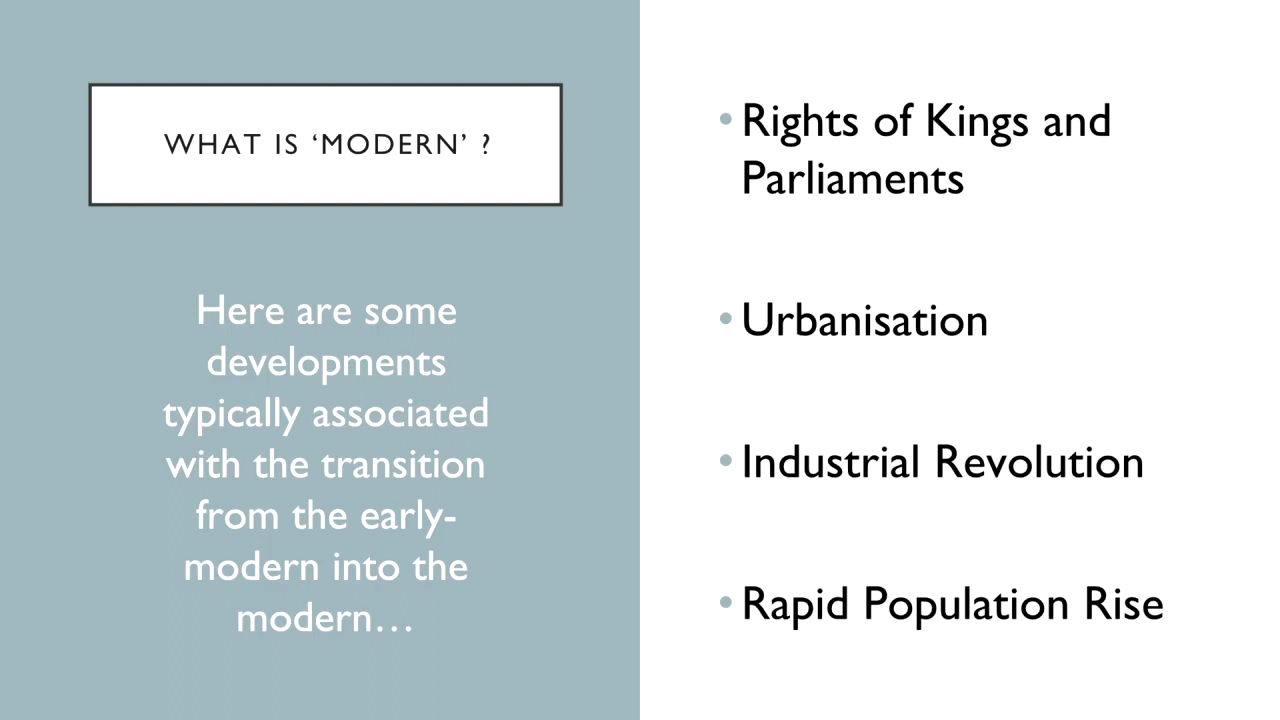 WHAT IS ‘MODERN’ ?
Here are some
developments
typically associated
with the transition
from the early-
modern into the
modern…
• Rights of Kings and
Parliaments
• Urbanisation
• Industrial Revolution
• Rapid Population Rise